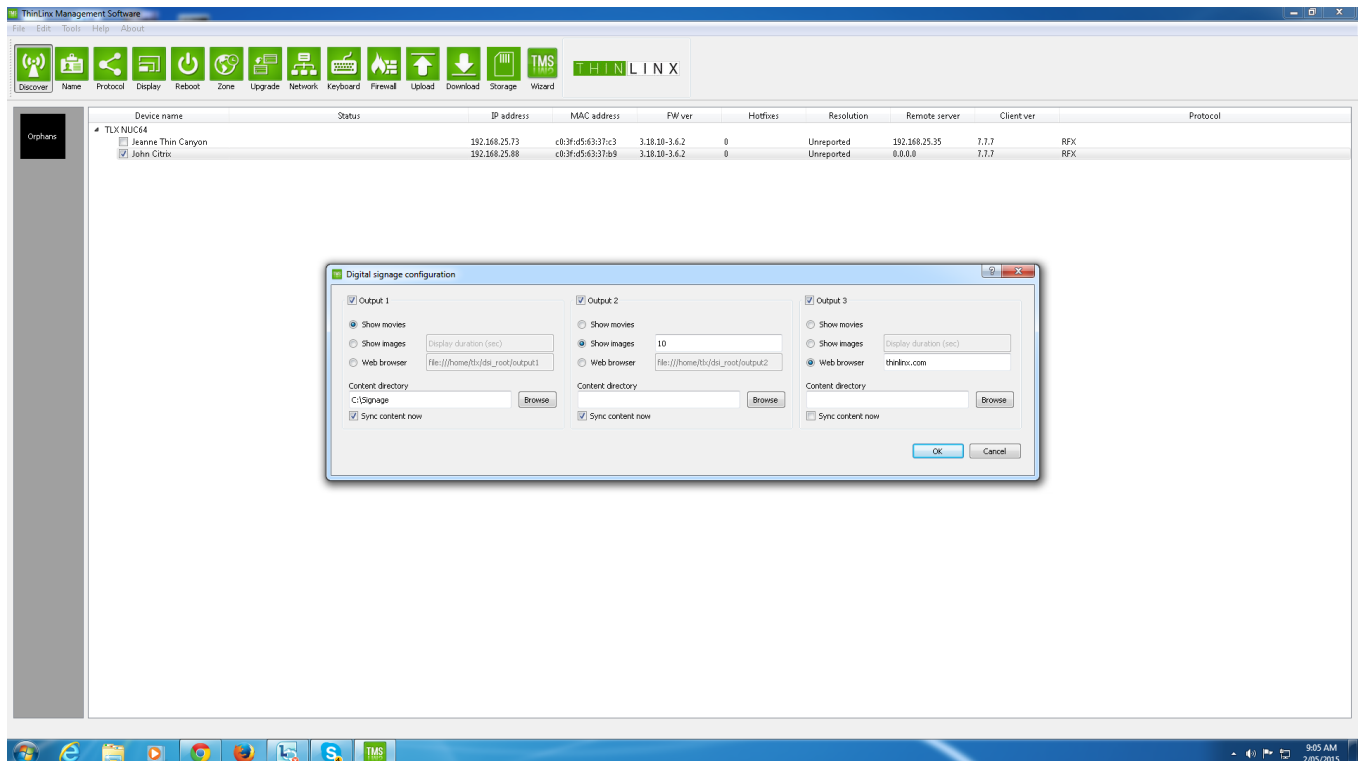 ThinLinx Management Software
File Edit Tools Help About
Discover Name Protocol Display Reboot Zone Upgrade Network Keyboard Firewall Upload Download Storage TMS Wizard THINLINX
Orphans
Device name Status IP address MAC address FW ver Hotfixes Resolution Remote server Client ver Protocol
TLX NUC64
Jeanne Thin Canyon 192.168.25.73 c0:3f:d5:63:37:c3 3.18.10-3.6.2 0 Unreported 192.168.25.35 7.7.7 RFX
John Citrix 192.168.25.88 c0:3f:d5:63:37:b9 3.18.10-3.6.2 0 Unreported 0.0.0.0 7.7.7 RFX
Digital signage configuration
Output 1
Show movies
Show images Display duration (sec)
Web browser file:///home/tlx/dsi_root/output1
Content directory
C:\Signage Browse
Sync content now
Output 2
Show movies
Show images 10
Web browser file:///home/tlx/dsi_root/output2
Content directory
Browse
Sync content now
Output 3
Show movies
Show images Display duration (sec)
Web browser thinlinx.com
Content directory
Browse
Sync content now
OK Cancel
TMS
9:05 AM
2/05/2015